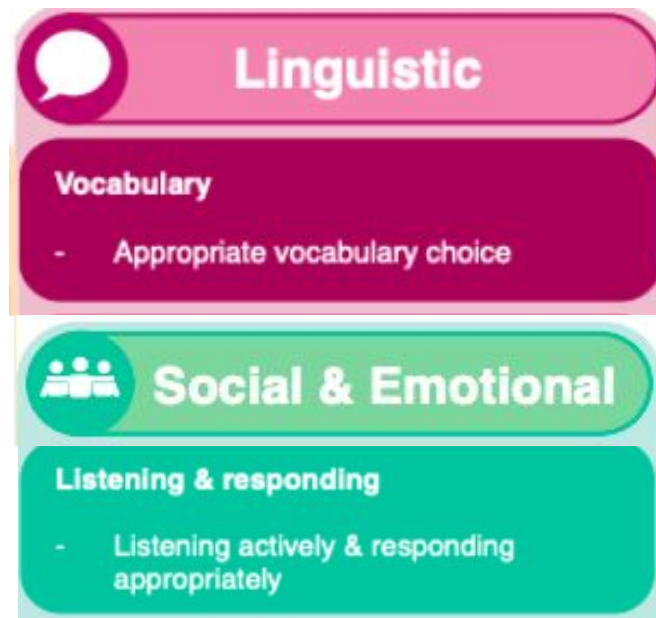 Linguistic
Vocabulary
- Appropriate vocabulary choice
Social & Emotional
Listening & responding
- Listening actively & responding
appropriately